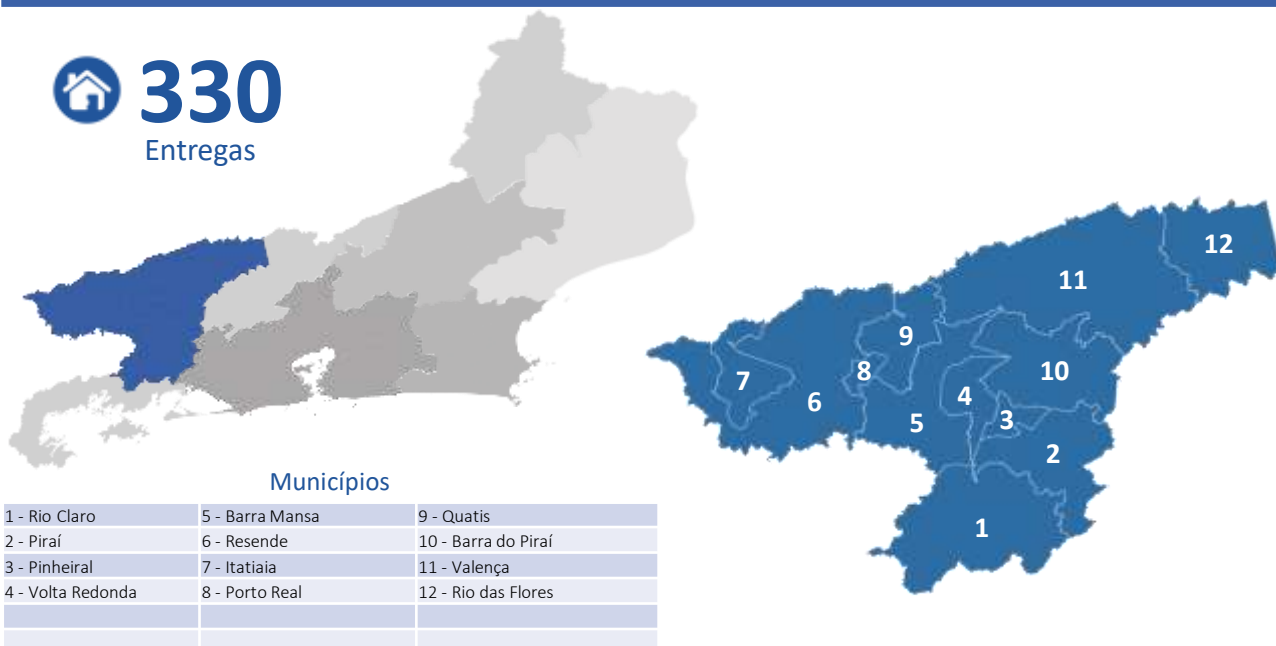 330
Entregas
Municípios
1 - Rio Claro 5 - Barra Mansa 9 - Quatis
2 - Piraí 6 - Resende 10 - Barra do Piraí
3 - Pinheiral 7 - Itatiaia 11 - Valença
4 - Volta Redonda 8 - Porto Real 12 - Rio das Flores
12
11
9
10
8
7
4
6
3
5
2
1